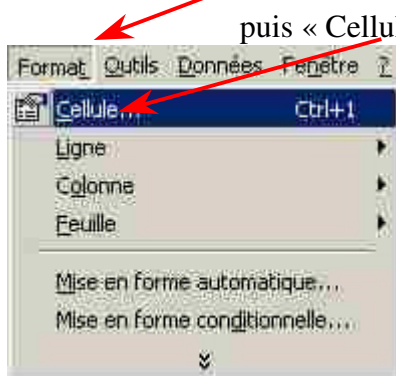 puis « Cellu
Format Outils Données Fenêtre ?
Cellule... Ctrl+1
Ligne
Colonne
Feuille
Mise en forme automatique...
Mise en forme conditionnelle...